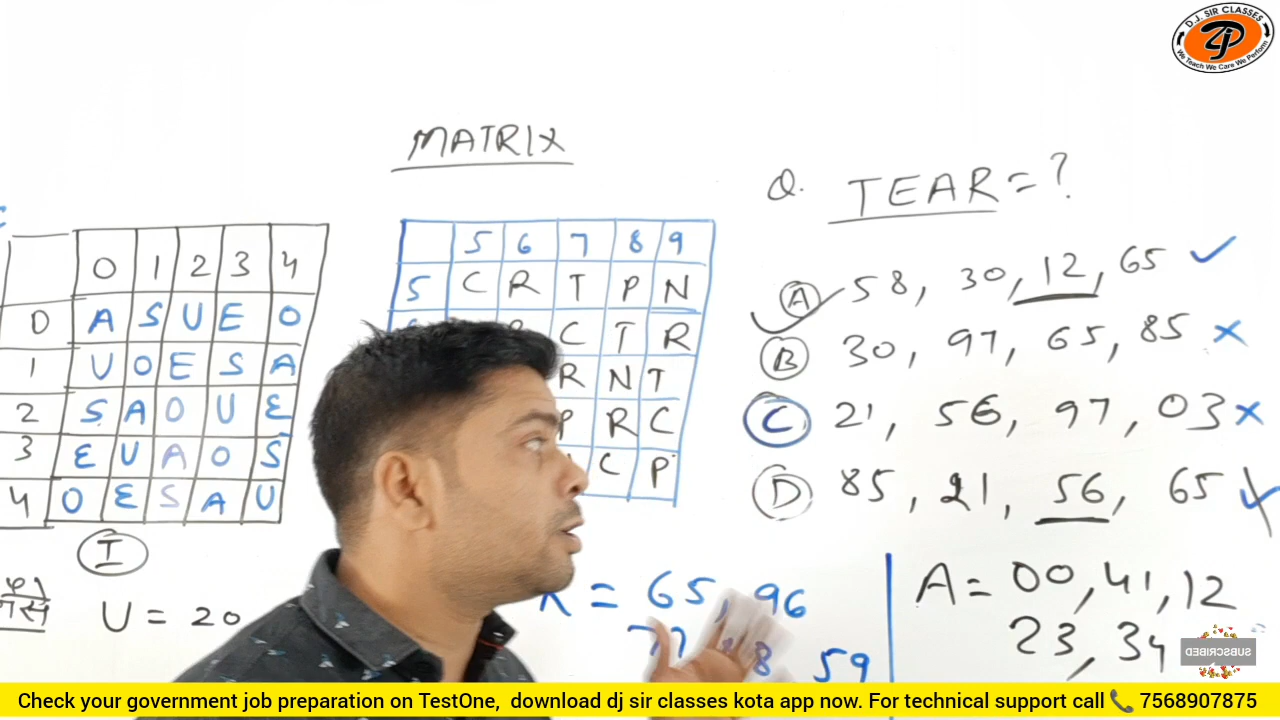 D.J. SIR CLASSES
We Teach We Care We Perform
MATRIX
Q. TEAR = ?
0 1 2 3 4
0 A S U E O
1 U O E S A
2 S A O U E
3 E U A O S
4 O E S A U
I
U = 20
5 6 7 8 9
5 C R T P N
C T R
R N T
P R C
C P
A 58, 30, 12, 65
B 30, 97, 65, 85
C 21, 56, 97, 03
D 85, 21, 56, 65
= 65, 96
59
A = 00, 41, 12
23, 34
SUBSCRIBED
Check your government job preparation on TestOne, download dj sir classes kota app now. For technical support call 7568907875